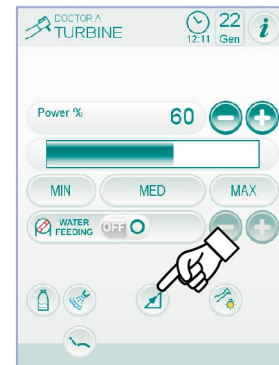 DOCTOR A
TURBINE
12:11
22
Gen
i
Power %
60
MIN
MED
MAX
WATER
FEEDING
OFF